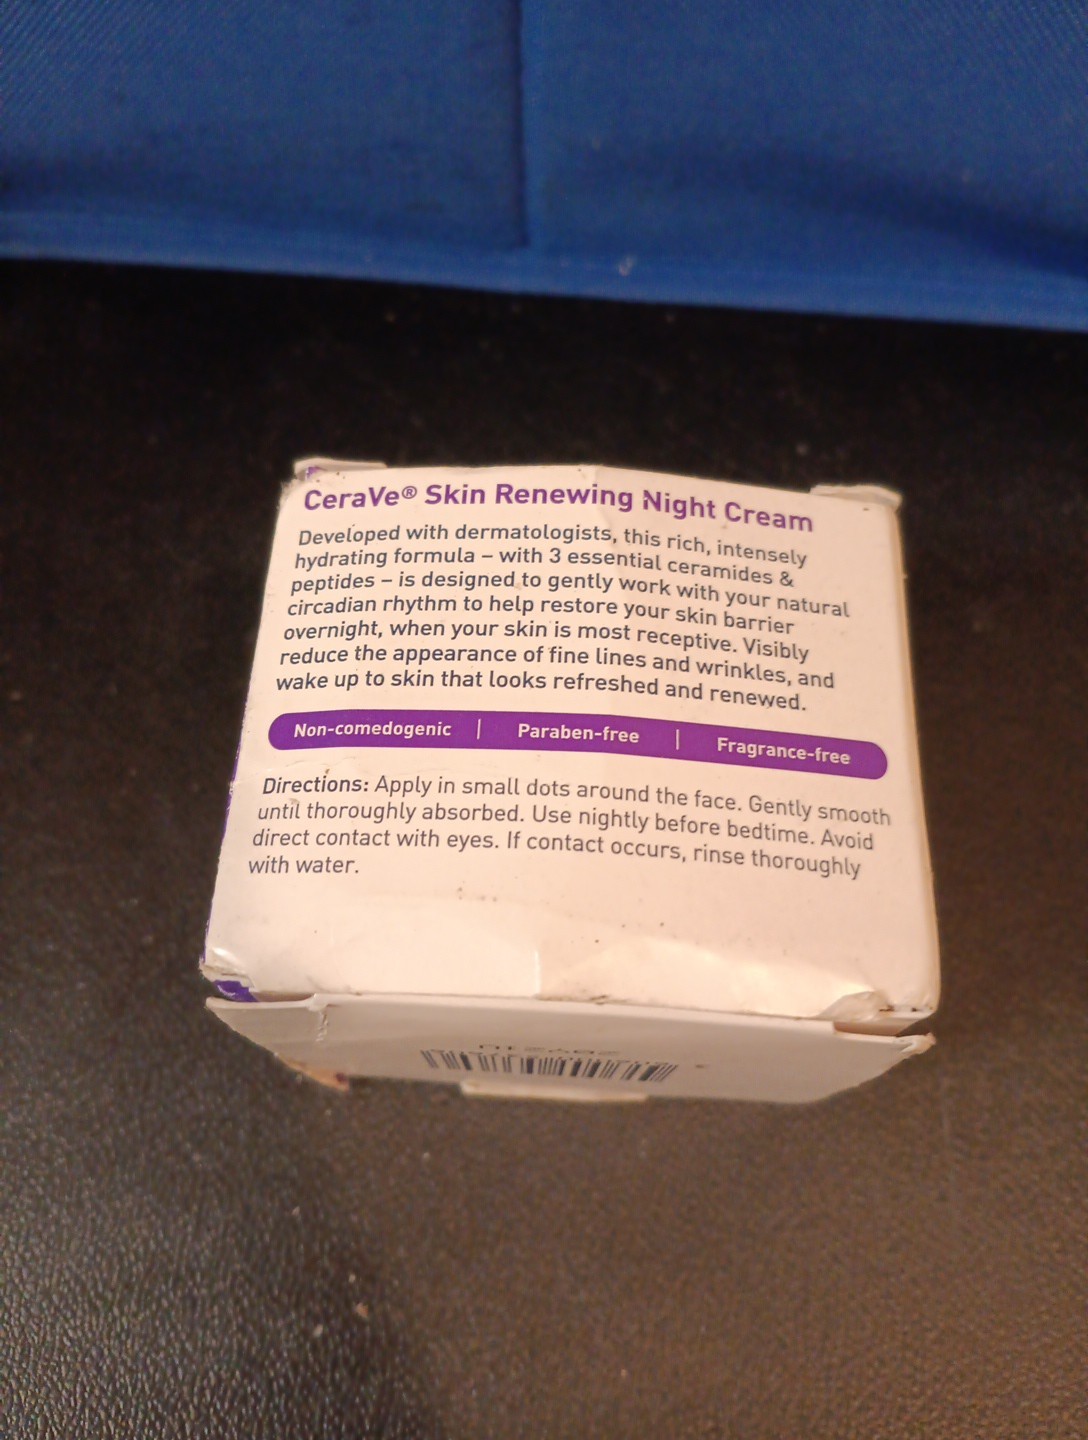 CeraVe® Skin Renewing Night Cream
Developed with dermatologists, this rich, intensely
hydrating formula – with 3 essential ceramides &
peptides – is designed to gently work with your natural
circadian rhythm to help restore your skin barrier
overnight, when your skin is most receptive. Visibly
reduce the appearance of fine lines and wrinkles, and
wake up to skin that looks refreshed and renewed.
Non-comedogenic | Paraben-free | Fragrance-free
Directions: Apply in small dots around the face. Gently smooth
until thoroughly absorbed. Use nightly before bedtime. Avoid
direct contact with eyes. If contact occurs, rinse thoroughly
with water.